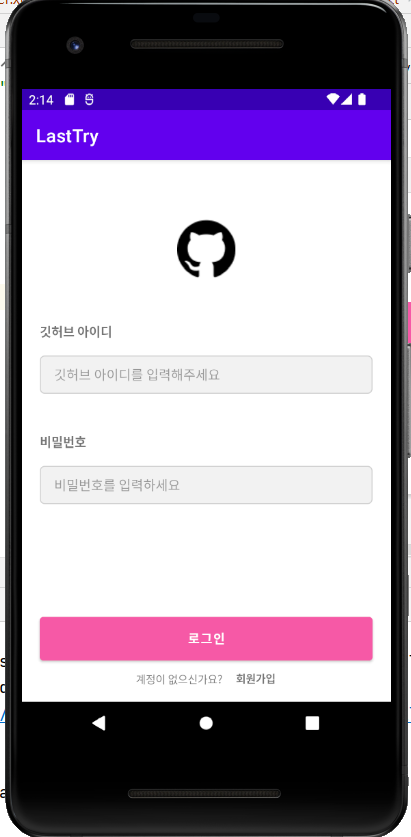 2:14
LastTry
깃허브 아이디
깃허브 아이디를 입력해주세요
비밀번호
비밀번호를 입력하세요
로그인
계정이 없으신가요? 회원가입